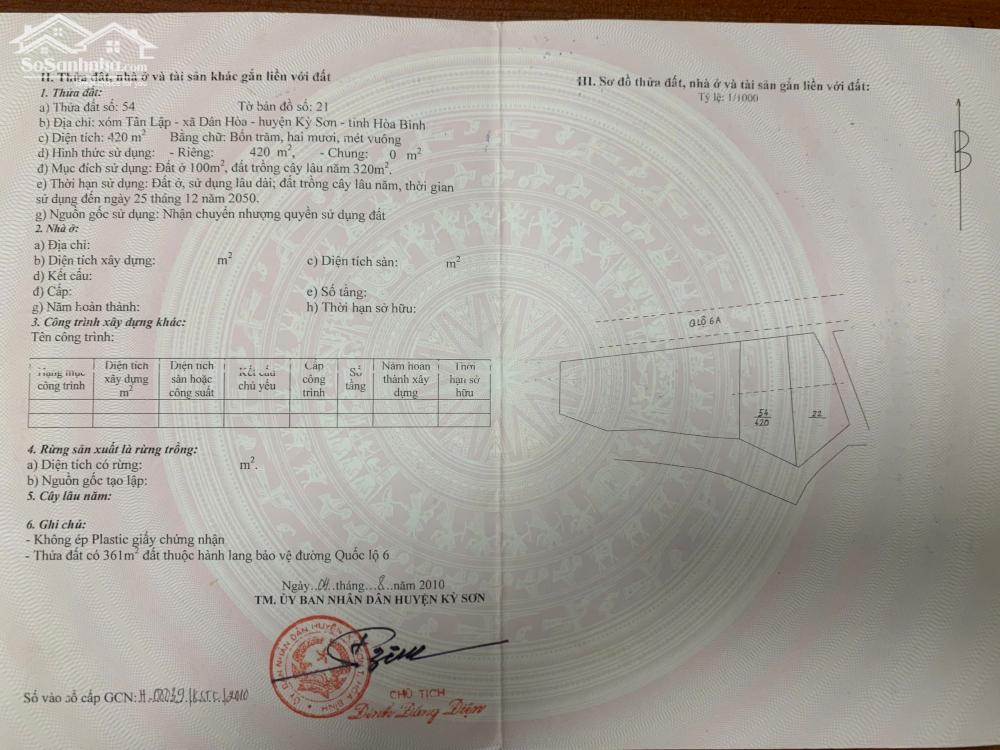 SoSanhnha.com
II. Thửa đất, nhà ở và tài sản khác gắn liền với đất
1. Thửa đất:
a) Thửa đất số: 54 Tờ bản đồ số: 21
b) Địa chỉ: xóm Tân Lập - xã Dân Hòa - huyện Kỳ Sơn - tỉnh Hòa Bình
c) Diện tích: 420 m² Bằng chữ: Bốn trăm, hai mươi, mét vuông
d) Hình thức sử dụng: - Riêng: 420 m², - Chung: 0 m²
đ) Mục đích sử dụng: Đất ở 100m², đất trồng cây lâu năm 320m².
e) Thời hạn sử dụng: Đất ở, sử dụng lâu dài; đất trồng cây lâu năm, thời gian
sử dụng đến ngày 25 tháng 12 năm 2050.
g) Nguồn gốc sử dụng: Nhận chuyển nhượng quyền sử dụng đất
2. Nhà ở:
a) Địa chỉ:
b) Diện tích xây dựng: m² c) Diện tích sàn: m²
d) Kết cấu:
đ) Cấp: e) Số tầng:
g) Năm hoàn thành: h) Thời hạn sở hữu:
3. Công trình xây dựng khác:
Tên công trình:
Hạng mục công trình
Diện tích xây dựng m²
Diện tích sàn hoặc công suất
Kết cấu chủ yếu
Cấp công trình
Số tầng
Năm hoàn thành xây dựng
Thời hạn sở hữu
4. Rừng sản xuất là rừng trồng:
a) Diện tích có rừng: m².
b) Nguồn gốc tạo lập:
5. Cây lâu năm:
6. Ghi chú:
- Không ép Plastic giấy chứng nhận
- Thửa đất có 361m² đất thuộc hành lang bảo vệ đường Quốc lộ 6
Ngày 04 tháng 8 năm 2010
TM. ỦY BAN NHÂN DÂN HUYỆN KỲ SƠN
CHỦ TỊCH
Đinh Đăng Điện
Số vào sổ cấp GCN:
III. Sơ đồ thửa đất, nhà ở và tài sản gắn liền với đất:
Tỷ lệ: 1/1000
B
QLỘ 6A
54
420
22